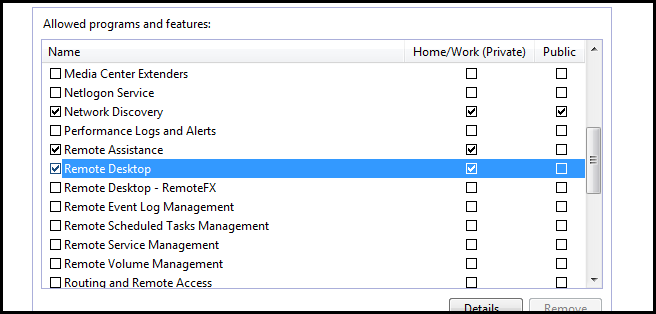 Allowed programs and features:
Name Home/Work (Private) Public
Media Center Extenders
Netlogon Service
Network Discovery
Performance Logs and Alerts
Remote Assistance
Remote Desktop
Remote Desktop - RemoteFX
Remote Event Log Management
Remote Scheduled Tasks Management
Remote Service Management
Remote Volume Management
Routing and Remote Access
Details... Remove